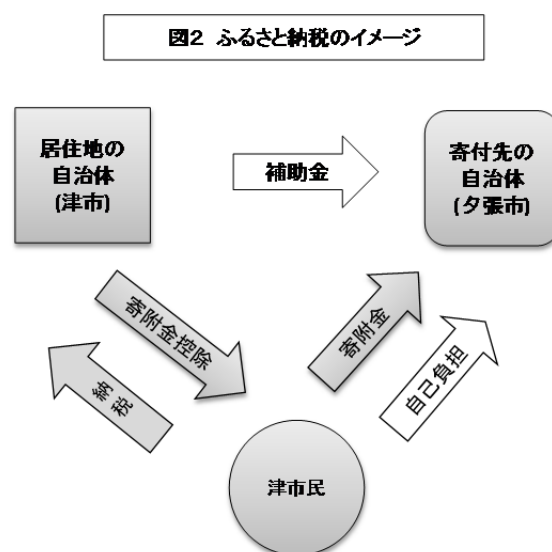 図2 ふるさと納税のイメージ
居住地の
自治体
(津市)
補助金
寄付先の
自治体
(夕張市)
寄附金控除
納税
寄附金
自己負担
津市民